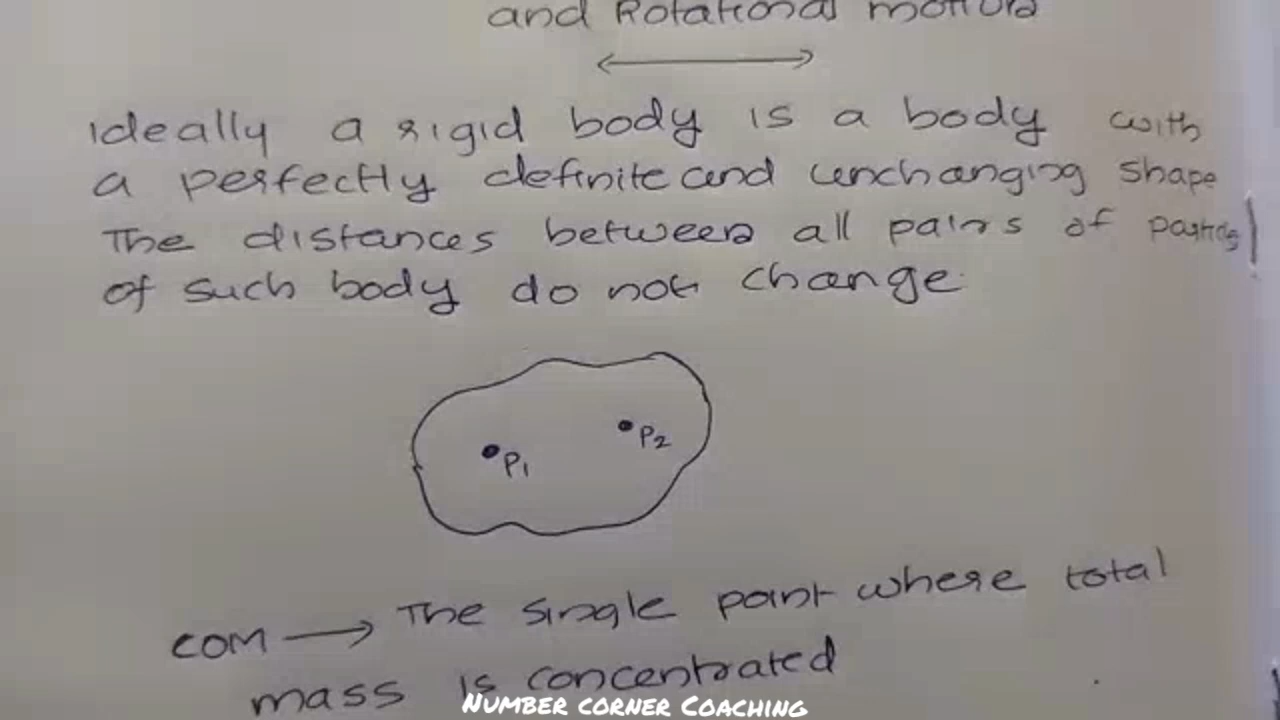 and Rotational motion
ideally a rigid body is a body with
a perfectly definite and unchanging shape
The distances between all pairs of
of such body do not change.
P1
P2
COM → The single point where total
mass is concentrated
NUMBER CORNER COACHING